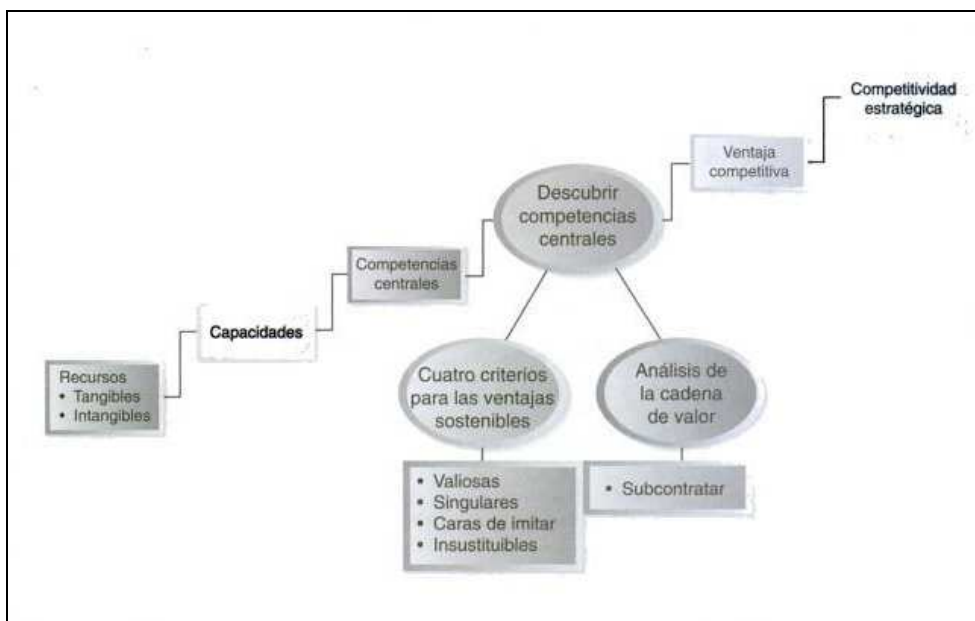 Competitividad
estratégica
Ventaja
competitiva
Descubrir
competencias
centrales
Competencias
centrales
Capacidades
Recursos
• Tangibles
• Intangibles
Cuatro criterios
para las ventajas
sostenibles
Análisis de
la cadena
de valor
• Valiosas
• Singulares
• Caras de imitar
• Insustituibles
• Subcontratar